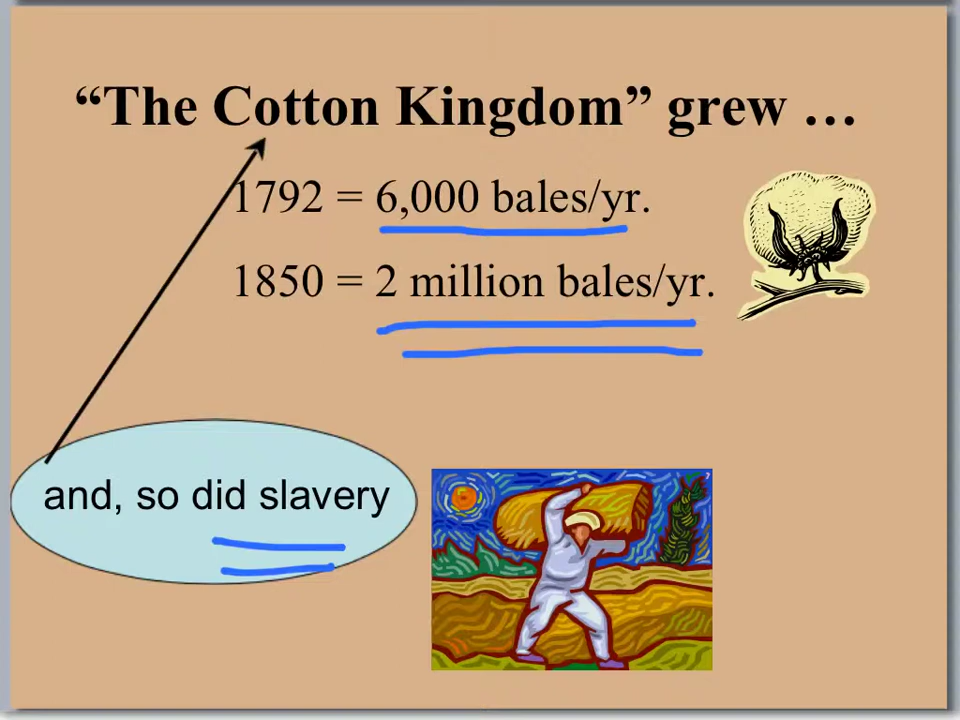 “The Cotton Kingdom” grew …
1792 = 6,000 bales/yr.
1850 = 2 million bales/yr.
and, so did slavery